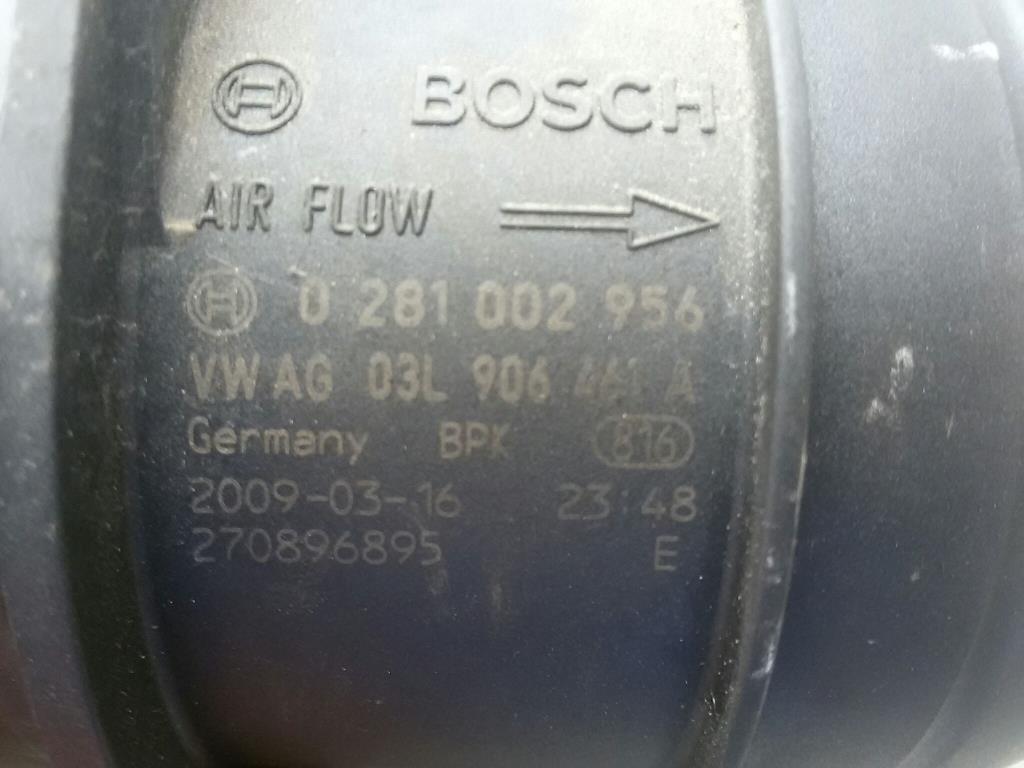 BOSCH
AIR FLOW
0 281 002 956
VW AG 03L 906 461 A
Germany BPK 816
2009-03-16 23:48
270896895 E